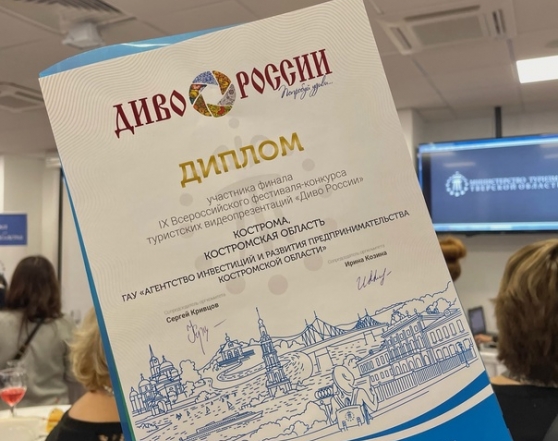 ДИВО РОССИИ
Попробуй удиви...
ДИПЛОМ
участника финала
IX Всероссийского фестиваля-конкурса
туристских видеопрезентаций «Диво России»
КОСТРОМА,
КОСТРОМСКАЯ ОБЛАСТЬ
ГАУ «АГЕНТСТВО ИНВЕСТИЦИЙ И РАЗВИТИЯ ПРЕДПРИНИМАТЕЛЬСТВА
КОСТРОМСКОЙ ОБЛАСТИ»
Сергей Кривцов
Ирина Козина
МИНИСТЕРСТВО ТУРИЗМА
ТВЕРСКОЙ ОБЛАСТИ